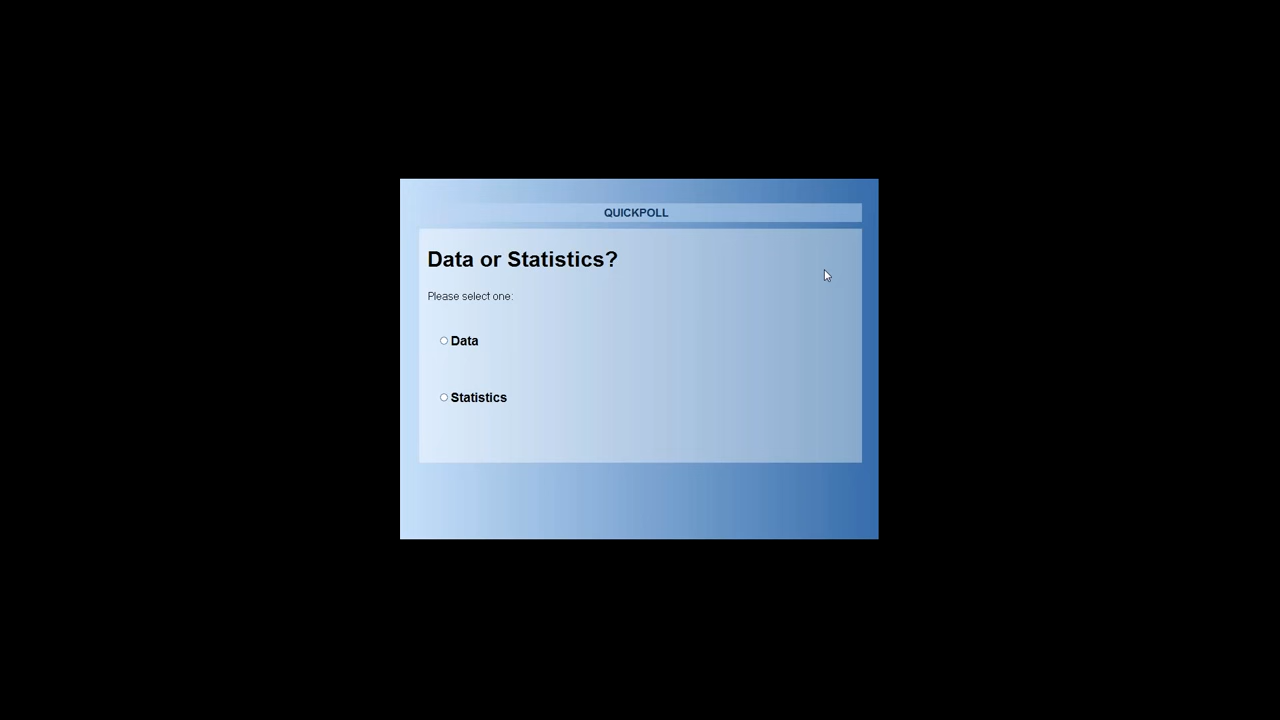 QUICKPOLL
Data or Statistics?
Please select one:
Data
Statistics